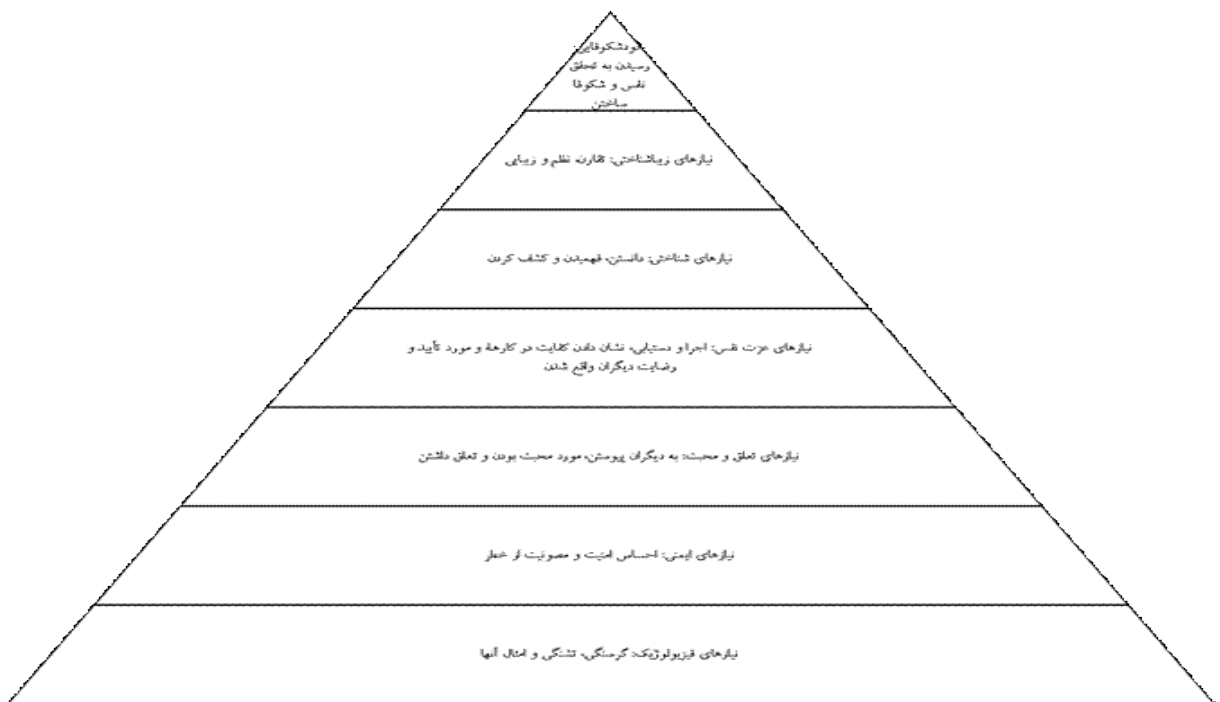 خودشکوفایی
رسیدن به تحقق
نفس و شکوفا
ساختن
نیازهای زیباشناختی: تقارن، نظم و زیبایی
نیازهای شناختی: دانستن، فهمیدن و کشف کردن
نیازهای عزت نفس: اجرا و دستیابی، نشان دادن کفایت در کارها، و مورد تأیید و
رضایت دیگران واقع شدن
نیازهای تعلق و محبت: به دیگران پیوستن، مورد محبت بودن و تعلق داشتن
نیازهای ایمنی: احساس امنیت و مصونیت از خطر
نیازهای فیزیولوژیک: گرسنگی، تشنگی و امثال آنها